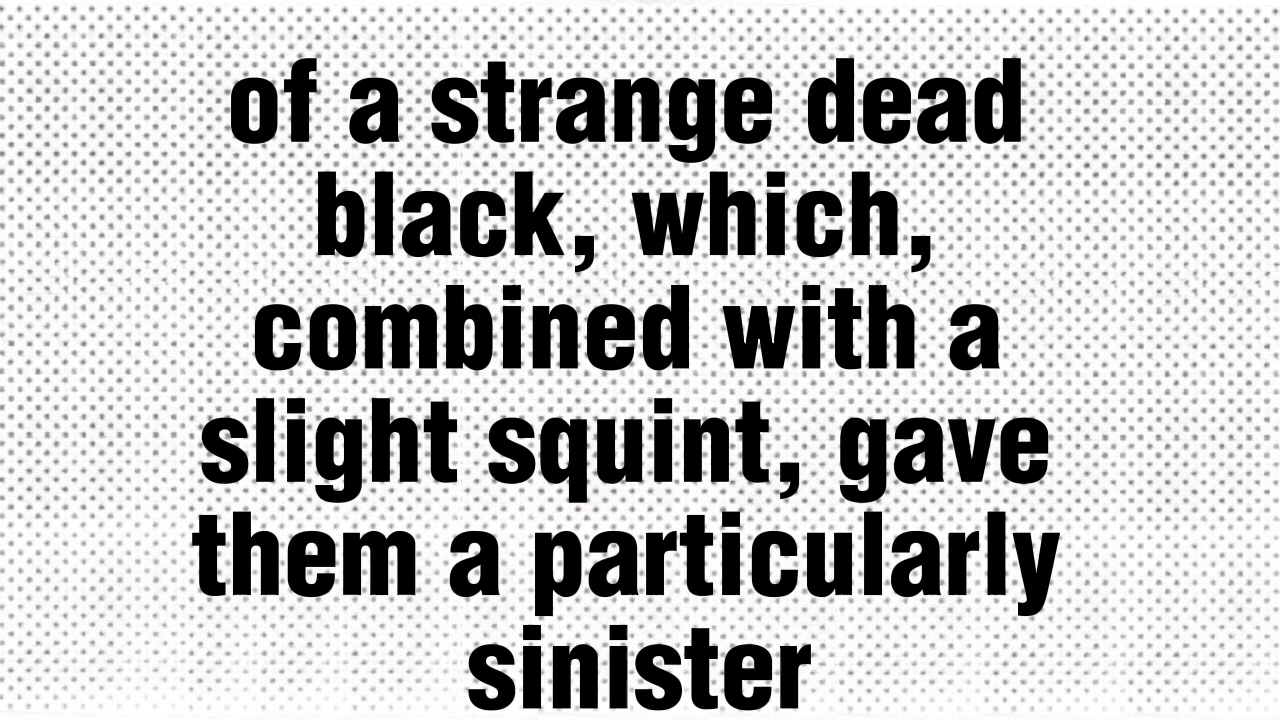 of a strange dead
black, which,
combined with a
slight squint, gave
them a particularly
sinister